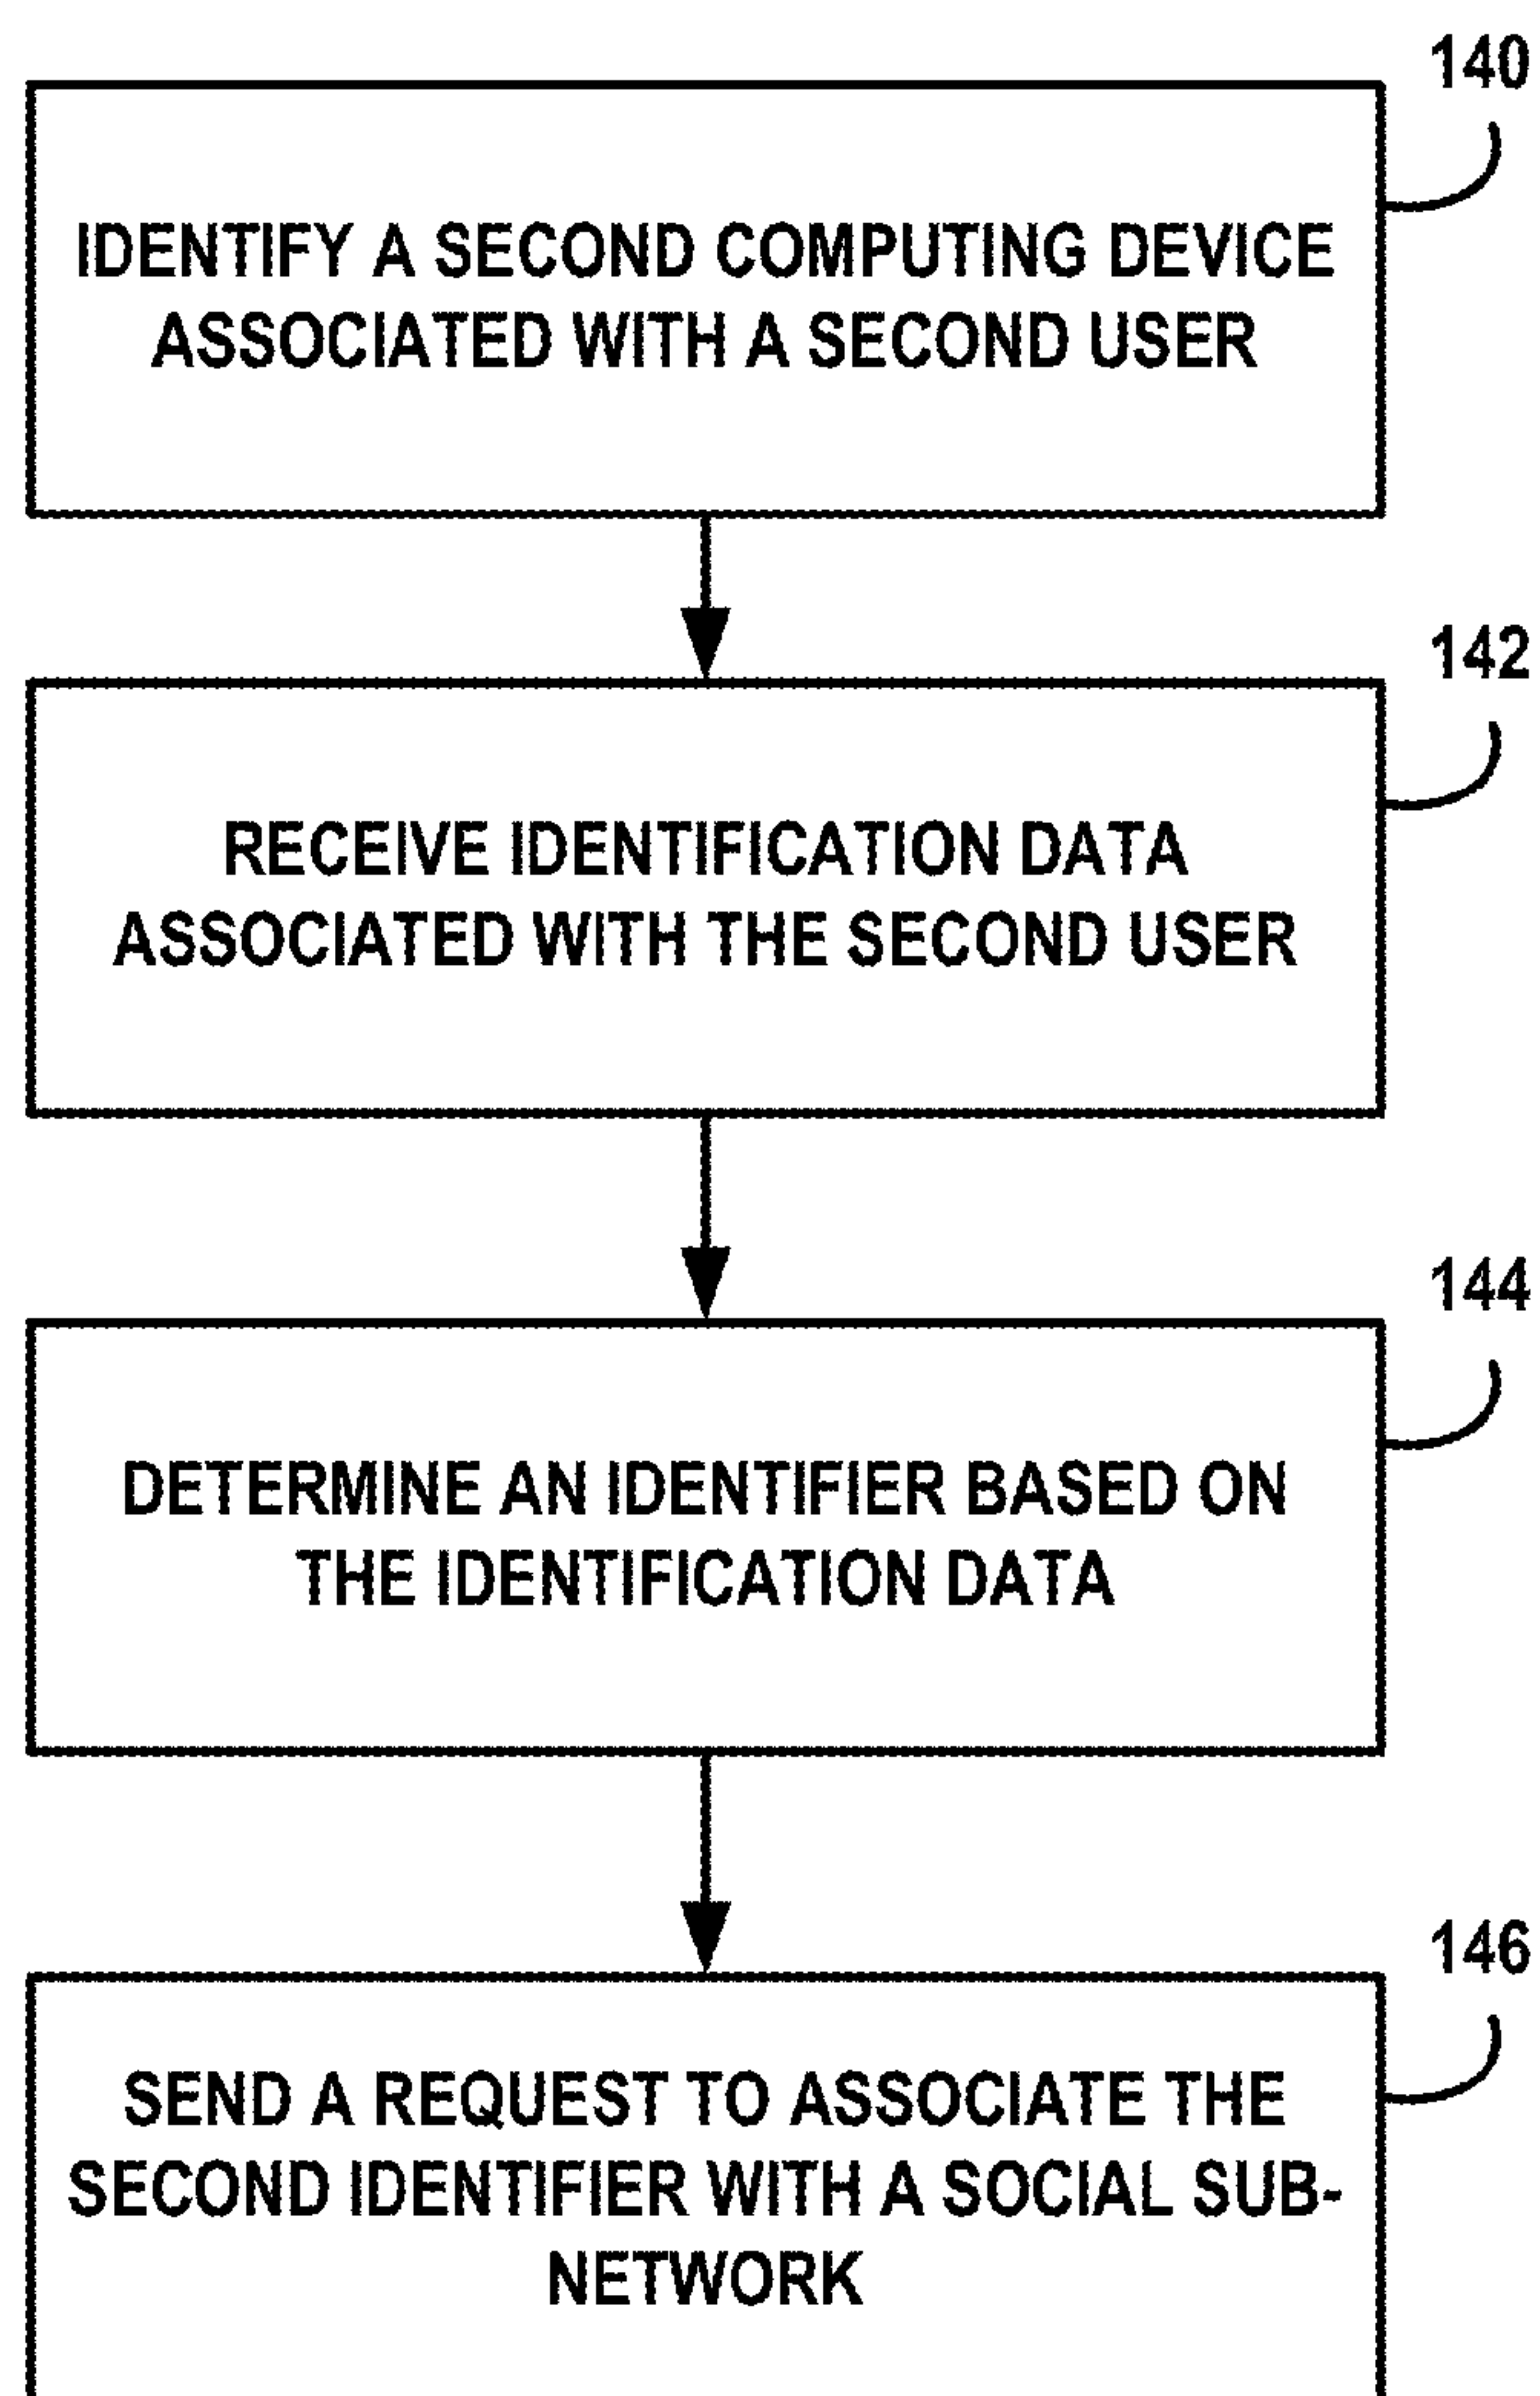 140
IDENTIFY A SECOND COMPUTING DEVICE
ASSOCIATED WITH A SECOND USER
142
RECEIVE IDENTIFICATION DATA
ASSOCIATED WITH THE SECOND USER
144
DETERMINE AN IDENTIFIER BASED ON
THE IDENTIFICATION DATA
146
SEND A REQUEST TO ASSOCIATE THE
SECOND IDENTIFIER WITH A SOCIAL SUB-
NETWORK